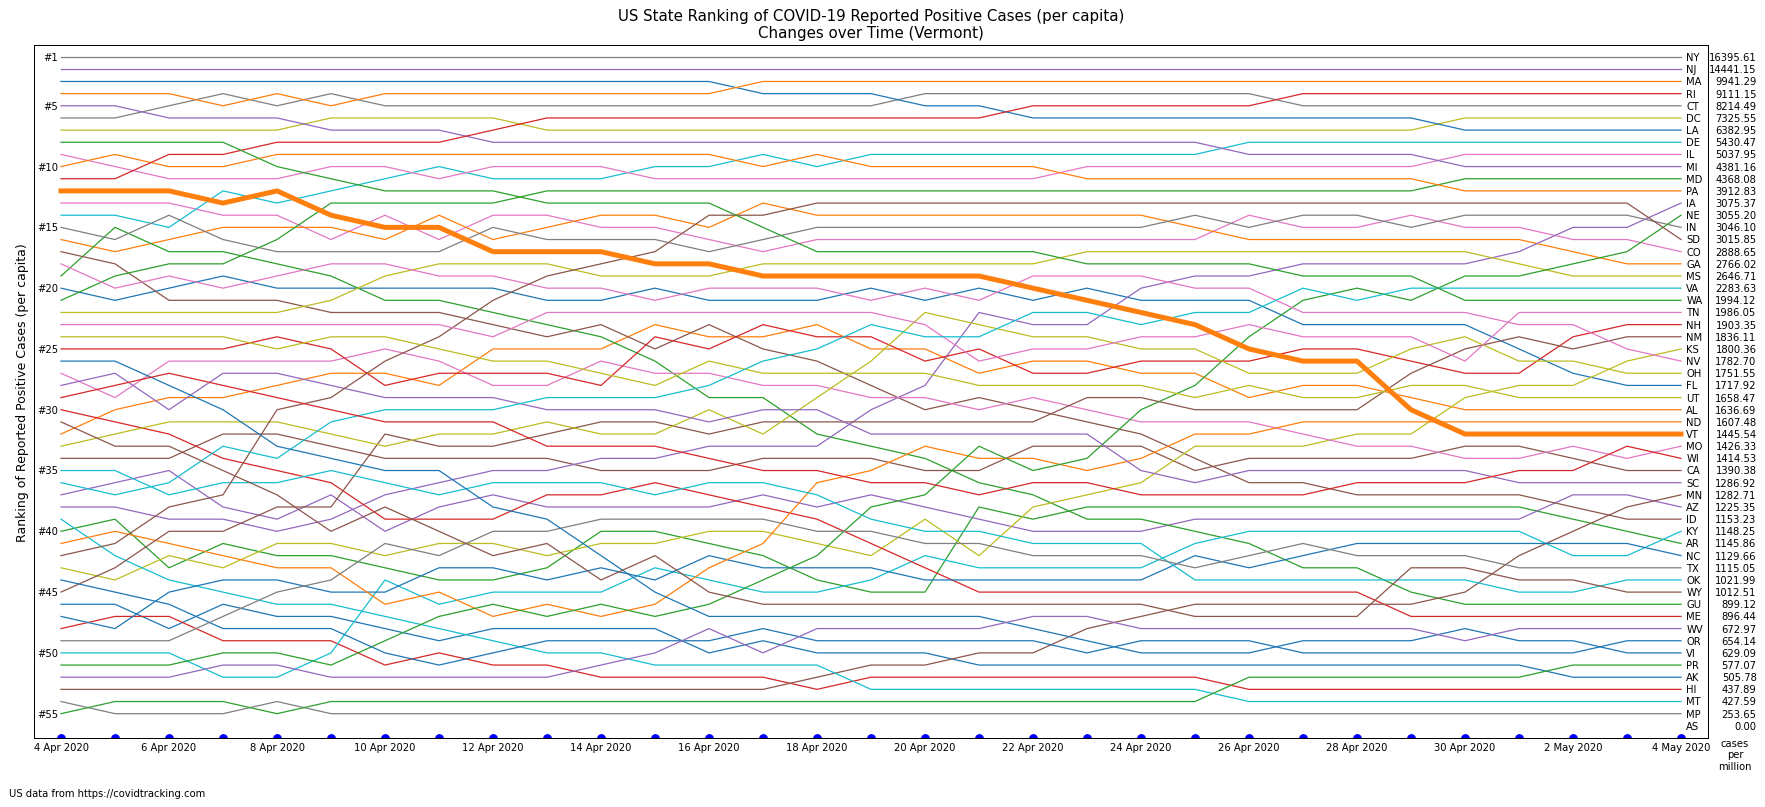 US State Ranking of COVID-19 Reported Positive Cases (per capita)
Changes over Time (Vermont)
Ranking of Reported Positive Cases (per capita)
#1
#5
#10
#15
#20
#25
#30
#35
#40
#45
#50
#55
NY 16395.61
NJ 14441.15
MA 9941.29
RI 9111.15
CT 8214.49
DC 7325.55
LA 6382.95
DE 5430.47
IL 5037.95
MI 4381.16
MD 4368.08
PA 3912.83
IA 3075.37
NE 3055.20
IN 3046.10
SD 3015.85
CO 2888.65
GA 2766.02
MS 2646.71
VA 2283.63
WA 1994.12
TN 1986.05
NH 1903.35
NM 1836.11
KS 1800.36
NV 1782.70
OH 1751.55
FL 1717.92
UT 1658.47
AL 1636.69
ND 1607.48
VT 1445.54
MO 1426.33
WI 1414.53
CA 1390.38
SC 1286.92
MN 1282.71
AZ 1225.35
ID 1153.23
KY 1148.25
AR 1145.86
NC 1129.66
TX 1115.05
OK 1021.99
WY 1012.51
GU 899.12
ME 896.44
WV 672.97
OR 654.14
VI 629.09
PR 577.07
AK 505.78
HI 437.89
MT 427.59
MP 253.65
AS 0.00
4 Apr 2020 6 Apr 2020 8 Apr 2020 10 Apr 2020 12 Apr 2020 14 Apr 2020 16 Apr 2020 18 Apr 2020 20 Apr 2020 22 Apr 2020 24 Apr 2020 26 Apr 2020 28 Apr 2020 30 Apr 2020 2 May 2020 4 May 2020
cases
per
million
US data from https://covidtracking.com